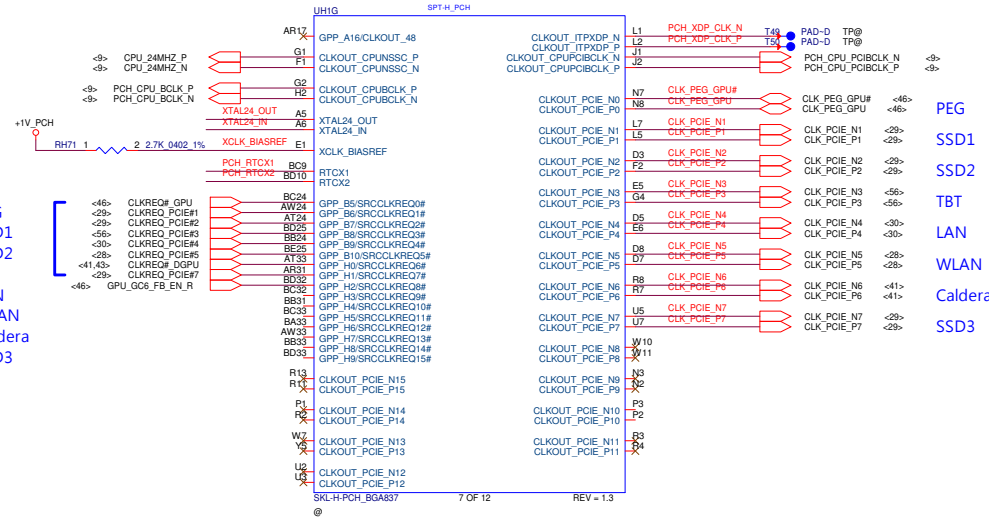 UH1G
SPT-H_PCH
AR17 GPP_A16/CLKOUT_48
<9> CPU_24MHZ_P G1 CLKOUT_CPUNSSC_P
<9> CPU_24MHZ_N F1 CLKOUT_CPUNSSC_N
<9> PCH_CPU_BCLK_P G2 CLKOUT_CPUBCLK_P
<9> PCH_CPU_BCLK_N H2 CLKOUT_CPUBCLK_N
XTAL24_OUT A5 XTAL24_OUT
XTAL24_IN A6 XTAL24_IN
+1V_PCH
RH71 1 2 2.7K_0402_1% XCLK_BIASREF E1 XCLK_BIASREF
PCH_RTCX1 BC9 RTCX1
PCH_RTCX2 BD10 RTCX2
<46> CLKREQ#_GPU BC24 GPP_B5/SRCCLKREQ0#
<29> CLKREQ_PCIE#1 AW24 GPP_B6/SRCCLKREQ1#
<29> CLKREQ_PCIE#2 AT24 GPP_B7/SRCCLKREQ2#
<56> CLKREQ_PCIE#3 BD25 GPP_B8/SRCCLKREQ3#
<30> CLKREQ_PCIE#4 BB24 GPP_B9/SRCCLKREQ4#
<28> CLKREQ_PCIE#5 BE25 GPP_B10/SRCCLKREQ5#
<41,43> CLKREQ#_DGPU AT33 GPP_H0/SRCCLKREQ6#
<29> CLKREQ_PCIE#7 AR31 GPP_H1/SRCCLKREQ7#
<46> GPU_GC6_FB_EN_R BD32 GPP_H2/SRCCLKREQ8#
BC32 GPP_H3/SRCCLKREQ9#
BB31 GPP_H4/SRCCLKREQ10#
BC33 GPP_H5/SRCCLKREQ11#
BA33 GPP_H6/SRCCLKREQ12#
AW33 GPP_H7/SRCCLKREQ13#
BB33 GPP_H8/SRCCLKREQ14#
BD33 GPP_H9/SRCCLKREQ15#
R13 CLKOUT_PCIE_N15
R11 CLKOUT_PCIE_P15
P1 CLKOUT_PCIE_N14
R2 CLKOUT_PCIE_P14
W7 CLKOUT_PCIE_N13
Y5 CLKOUT_PCIE_P13
U2 CLKOUT_PCIE_N12
U3 CLKOUT_PCIE_P12
D1
D2
N
AN
dera
D3
CLKOUT_ITPXDP_N L1 PCH_XDP_CLK_N T49 PAD~D TP@
CLKOUT_ITPXDP_P L2 PCH_XDP_CLK_P T50 PAD~D TP@
CLKOUT_CPUPCIBCLK_N J1 PCH_CPU_PCIBCLK_N <9>
CLKOUT_CPUPCIBCLK_P J2 PCH_CPU_PCIBCLK_P <9>
CLKOUT_PCIE_N0 N7 CLK_PEG_GPU# CLK_PEG_GPU# <46>
CLKOUT_PCIE_P0 N8 CLK_PEG_GPU CLK_PEG_GPU <46>
PEG
CLKOUT_PCIE_N1 L7 CLK_PCIE_N1 CLK_PCIE_N1 <29>
CLKOUT_PCIE_P1 L5 CLK_PCIE_P1 CLK_PCIE_P1 <29>
SSD1
CLKOUT_PCIE_N2 D3 CLK_PCIE_N2 CLK_PCIE_N2 <29>
CLKOUT_PCIE_P2 F2 CLK_PCIE_P2 CLK_PCIE_P2 <29>
SSD2
CLKOUT_PCIE_N3 E5 CLK_PCIE_N3 CLK_PCIE_N3 <56>
CLKOUT_PCIE_P3 G4 CLK_PCIE_P3 CLK_PCIE_P3 <56>
TBT
CLKOUT_PCIE_N4 D5 CLK_PCIE_N4 CLK_PCIE_N4 <30>
CLKOUT_PCIE_P4 E6 CLK_PCIE_P4 CLK_PCIE_P4 <30>
LAN
CLKOUT_PCIE_N5 D8 CLK_PCIE_N5 CLK_PCIE_N5 <28>
CLKOUT_PCIE_P5 D7 CLK_PCIE_P5 CLK_PCIE_P5 <28>
WLAN
CLKOUT_PCIE_N6 R8 CLK_PCIE_N6 CLK_PCIE_N6 <41>
CLKOUT_PCIE_P6 R7 CLK_PCIE_P6 CLK_PCIE_P6 <41>
Caldera
CLKOUT_PCIE_N7 U5 CLK_PCIE_N7 CLK_PCIE_N7 <29>
CLKOUT_PCIE_P7 U7 CLK_PCIE_P7 CLK_PCIE_P7 <29>
SSD3
CLKOUT_PCIE_N8 W10
CLKOUT_PCIE_P8 W11
CLKOUT_PCIE_N9 N3
CLKOUT_PCIE_P9 N2
CLKOUT_PCIE_N10 P3
CLKOUT_PCIE_P10 P2
CLKOUT_PCIE_N11 R3
CLKOUT_PCIE_P11 R4
SKL-H-PCH_BGA837 7 OF 12 REV = 1.3
@